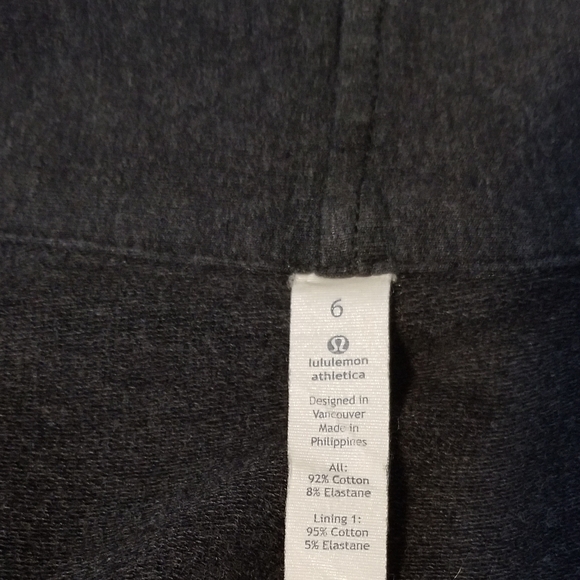 6
lululemon
athletica
Designed in
Vancouver
Made in
Philippines
All:
92% Cotton
8% Elastane
Lining 1:
95% Cotton
5% Elastane